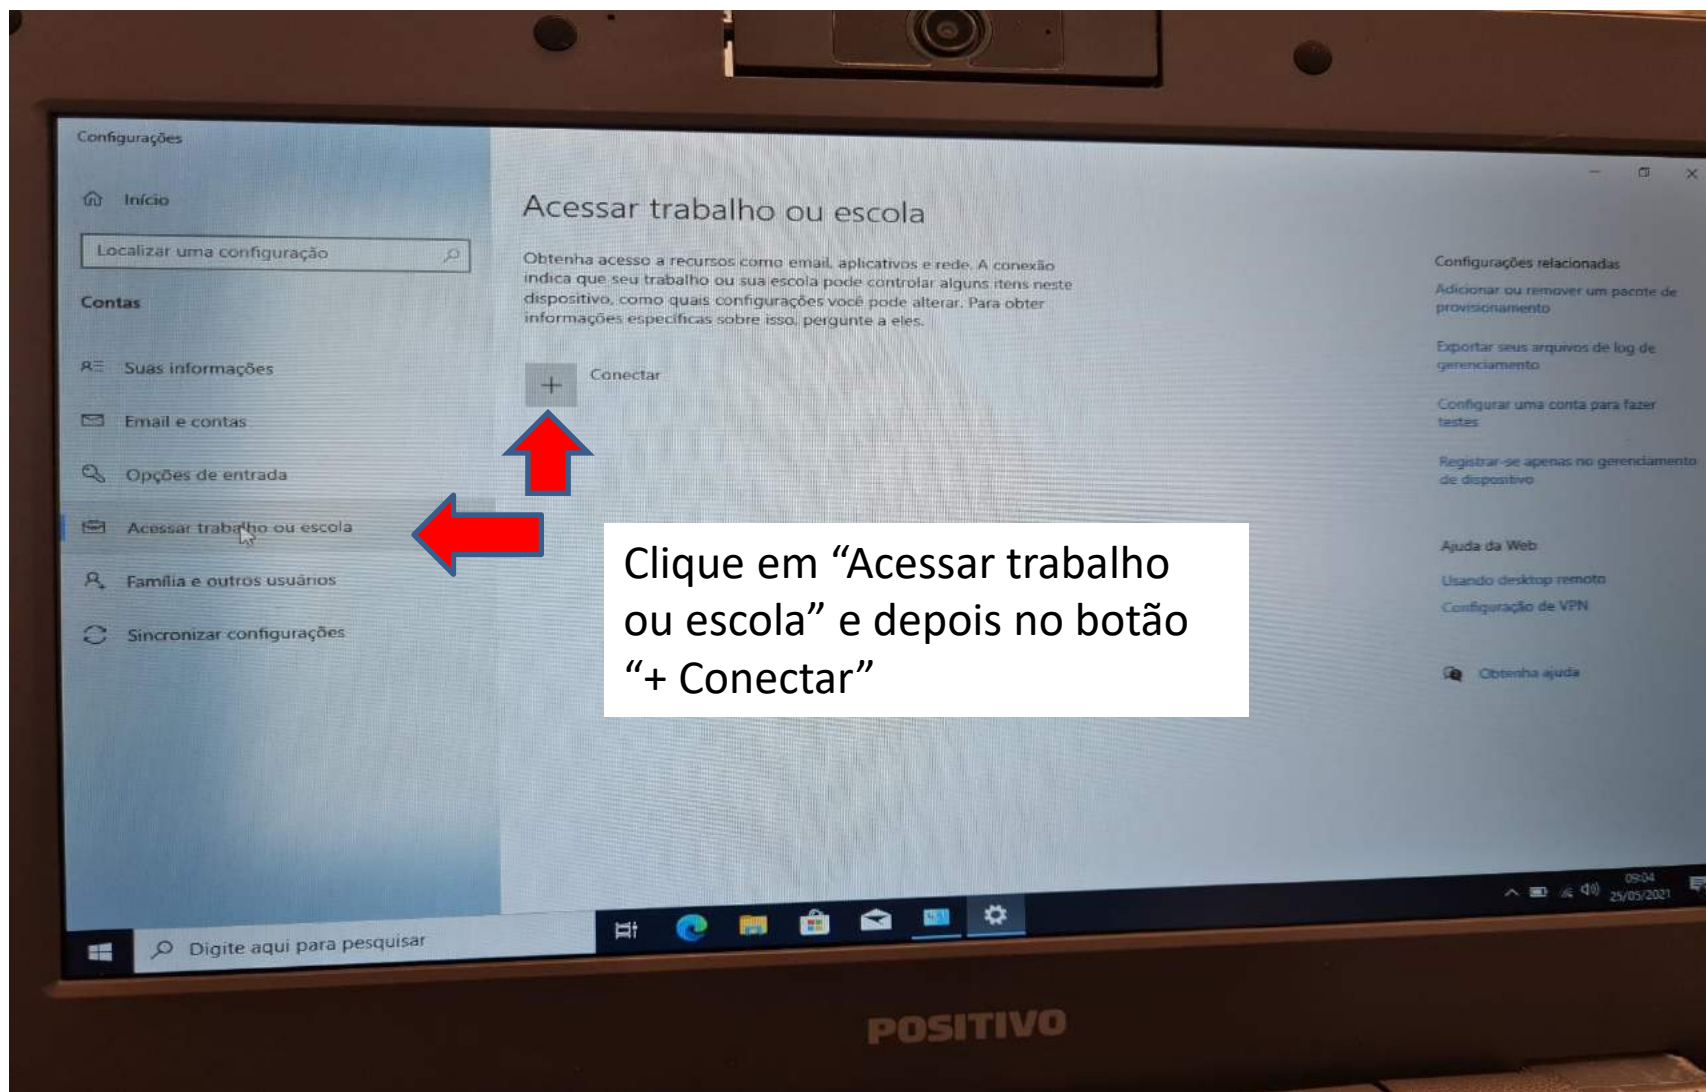 Configurações
Início
Localizar uma configuração
Contas
Suas informações
Email e contas
Opções de entrada
Acessar trabalho ou escola
Família e outros usuários
Sincronizar configurações
Acessar trabalho ou escola
Obtenha acesso a recursos como email, aplicativos e rede. A conexão
indica que seu trabalho ou sua escola pode controlar alguns itens neste
dispositivo, como quais configurações você pode alterar. Para obter
informações específicas sobre isso, pergunte a eles.
+ Conectar
Clique em “Acessar trabalho
ou escola” e depois no botão
“+ Conectar”
Configurações relacionadas
Adicionar ou remover um pacote de
provisionamento
Exportar seus arquivos de log de
gerenciamento
Configurar uma conta para fazer
testes
Registrar-se apenas no gerenciamento
de dispositivo
Ajuda da Web
Usando desktop remoto
Configuração de VPN
Obtenha ajuda
Digite aqui para pesquisar
09:04
25/05/2021
POSITIVO